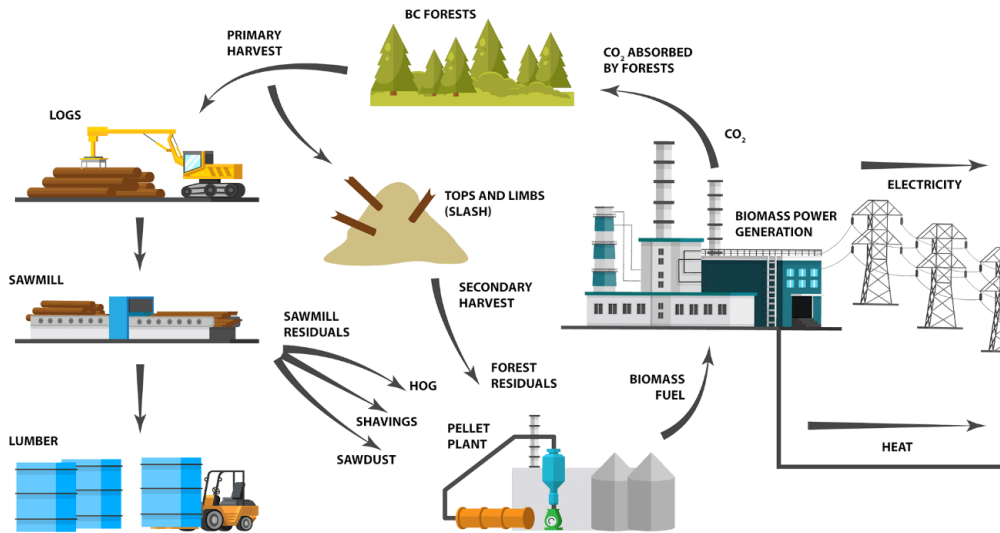 BC FORESTS
PRIMARY
HARVEST
CO₂ ABSORBED
BY FORESTS
LOGS
CO₂
TOPS AND LIMBS
(SLASH)
ELECTRICITY
BIOMASS POWER
GENERATION
SAWMILL
SECONDARY
HARVEST
SAWMILL
RESIDUALS
FOREST
RESIDUALS
HOG
BIOMASS
FUEL
SHAVINGS
PELLET
PLANT
LUMBER
HEAT
SAWDUST